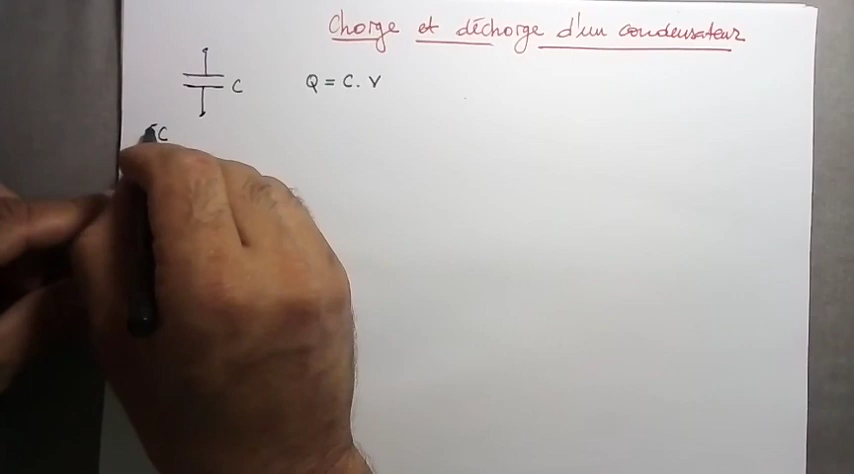 Charge et décharge d'un condensateur
C
Q = C. V
C